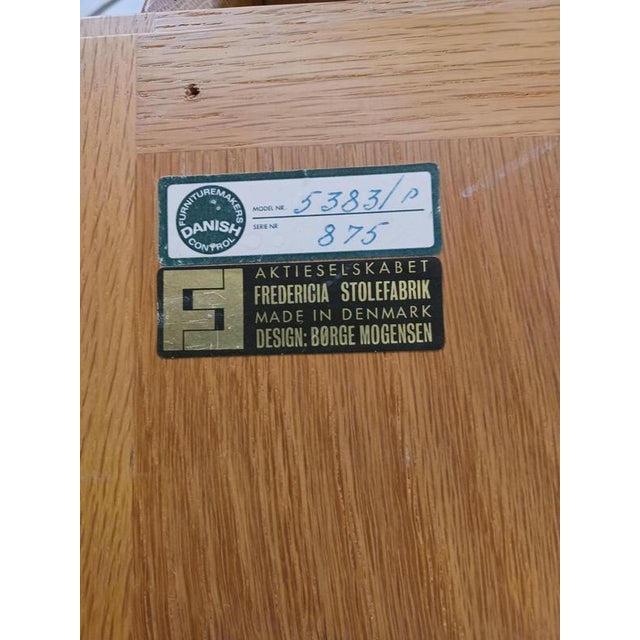 FURNITUREMAKERS
DANISH
CONTROL
MODEL NR. 5383/P
SERIE NR 875
AKTIESELSKABET
FREDERICIA STOLEFABRIK
MADE IN DENMARK
DESIGN: BØRGE MOGENSEN